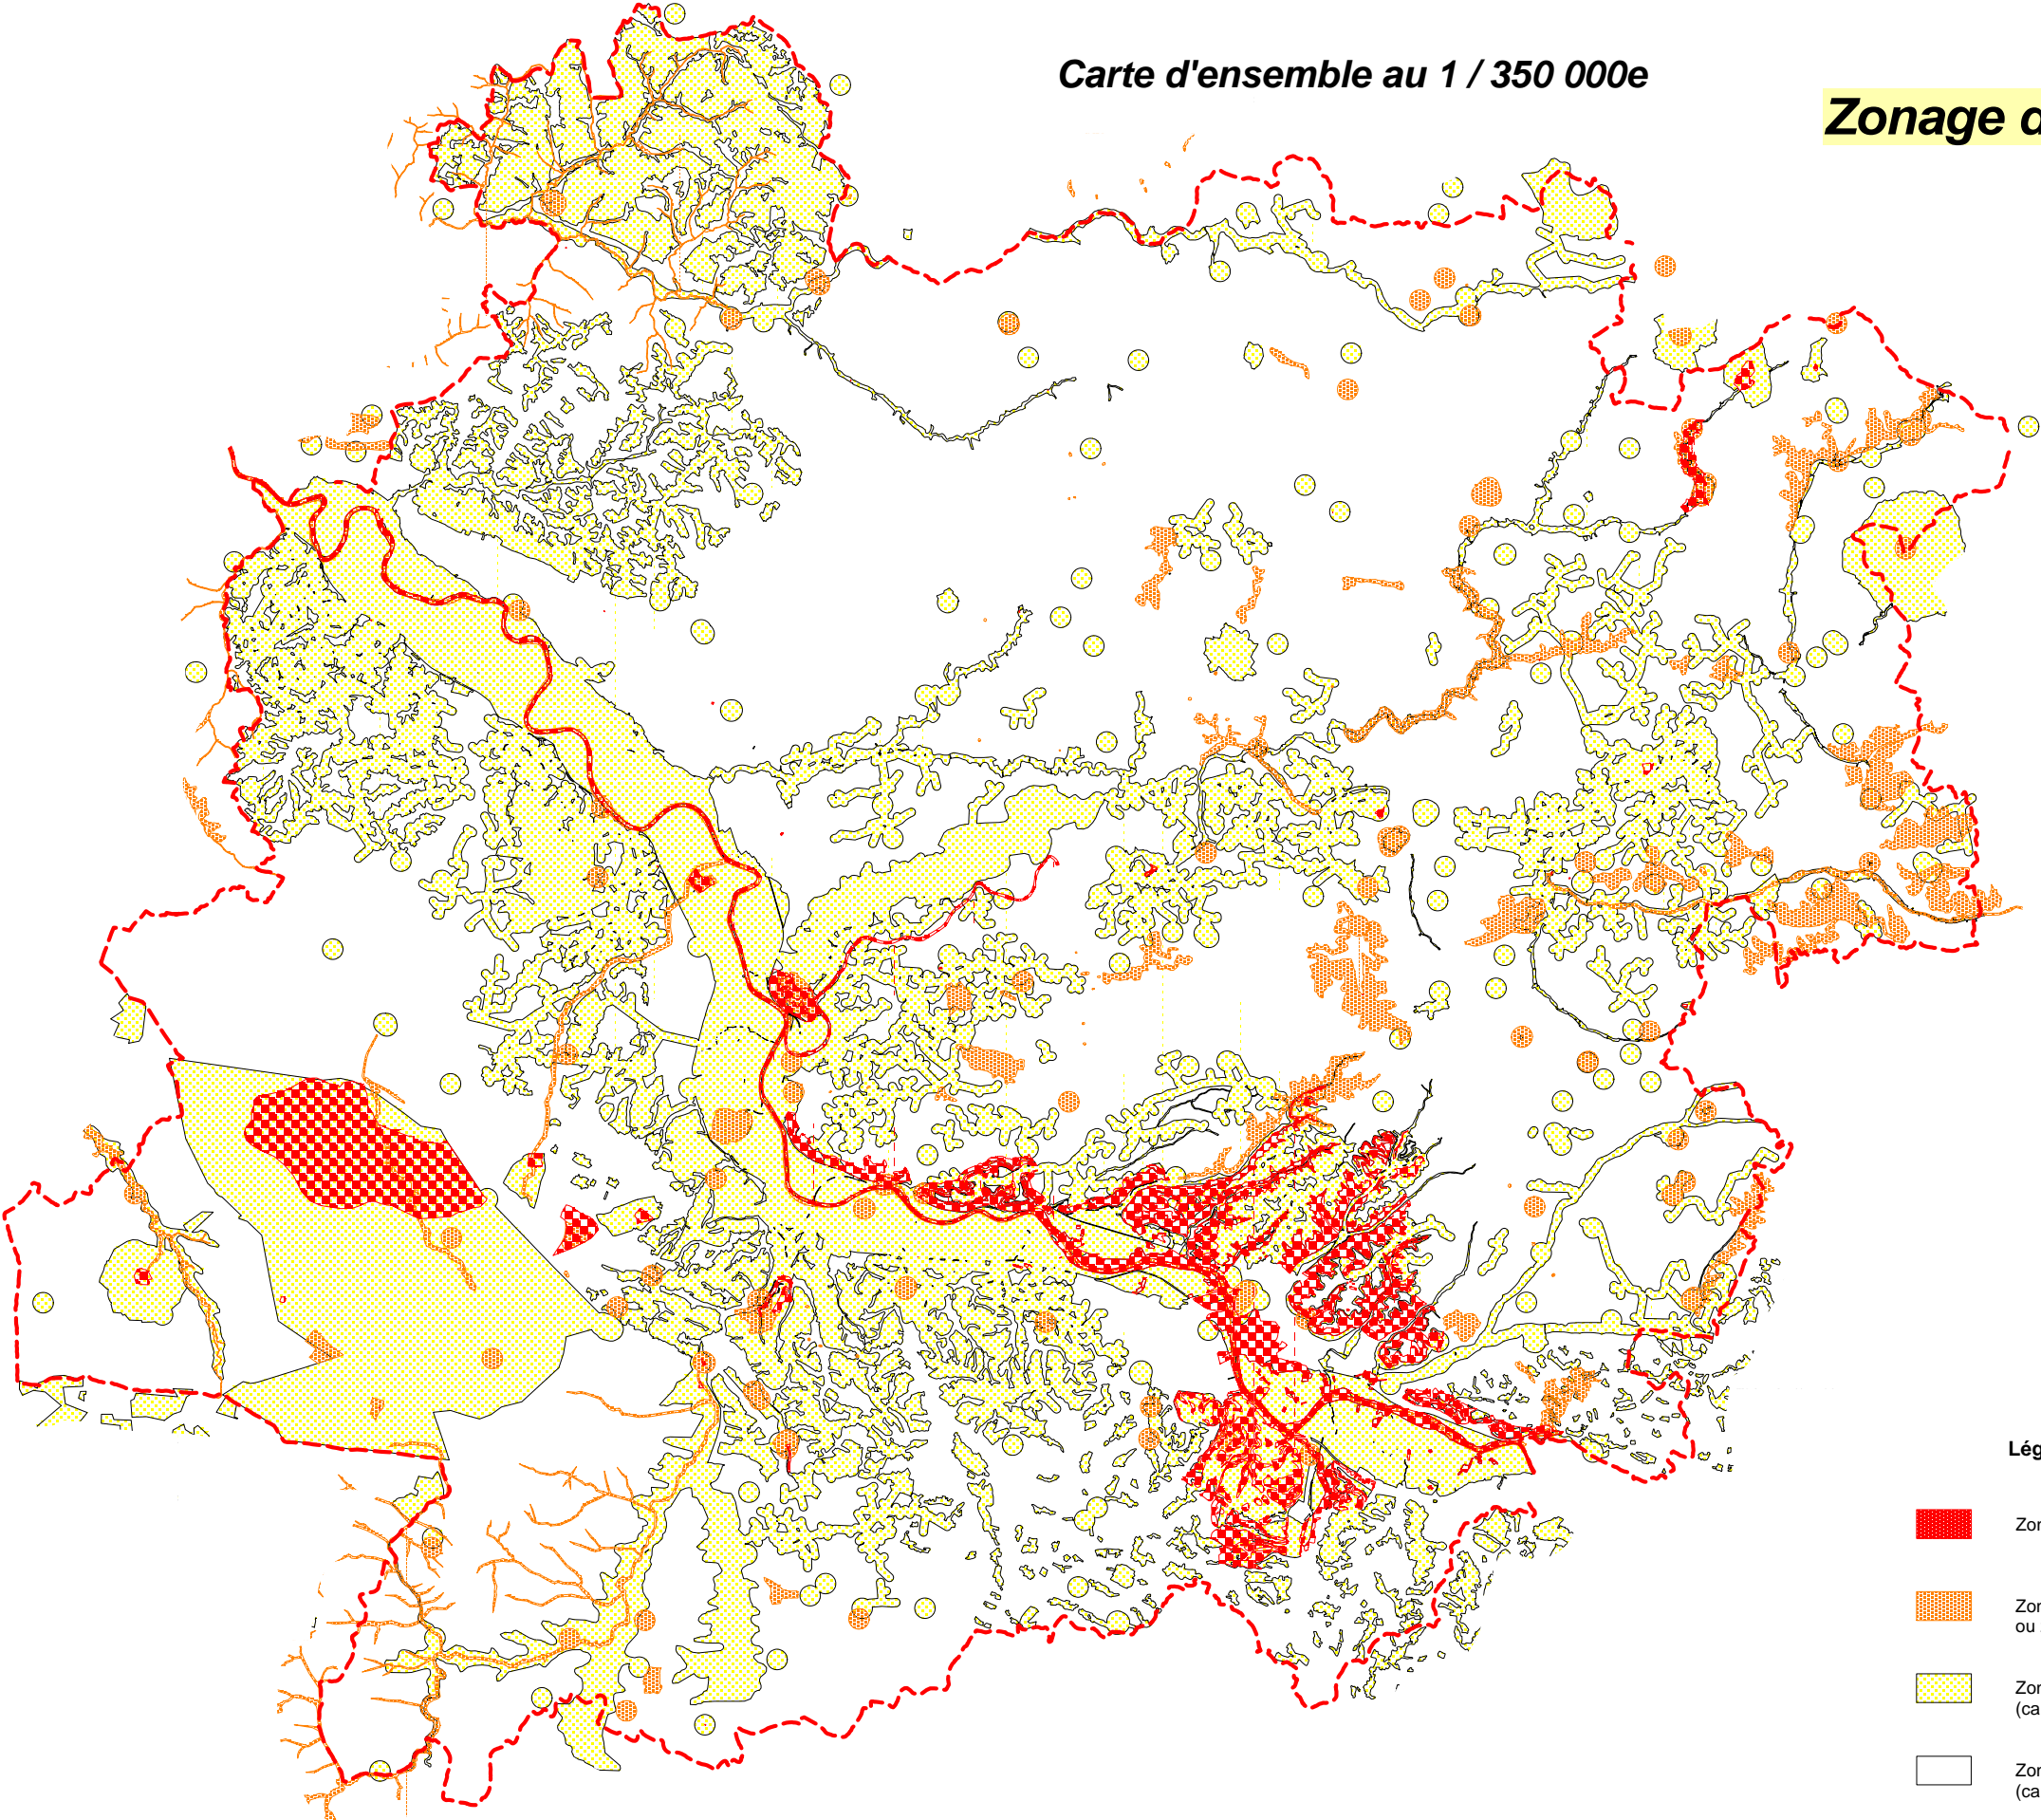 Carte d'ensemble au 1 / 350 000e
Zonage d
Lég
Zor
Zor
ou
Zor
(ca
Zor
(ca